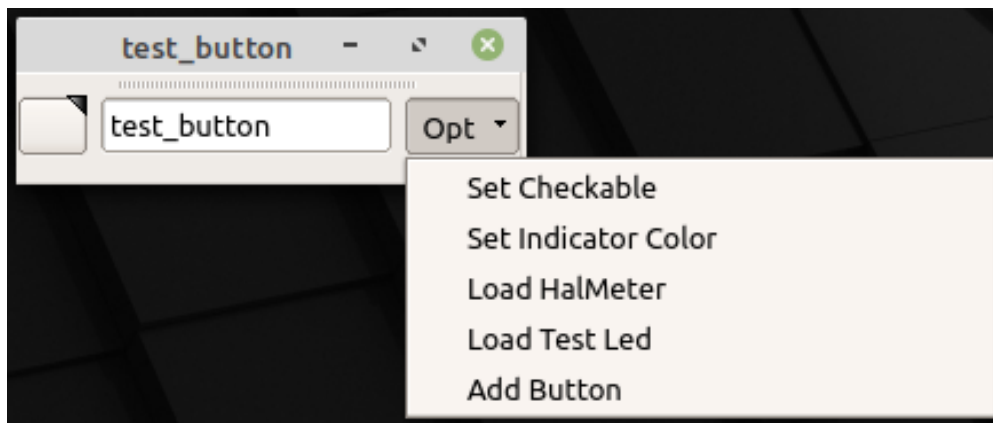 test_button
test_button
Opt
Set Checkable
Set Indicator Color
Load HalMeter
Load Test Led
Add Button